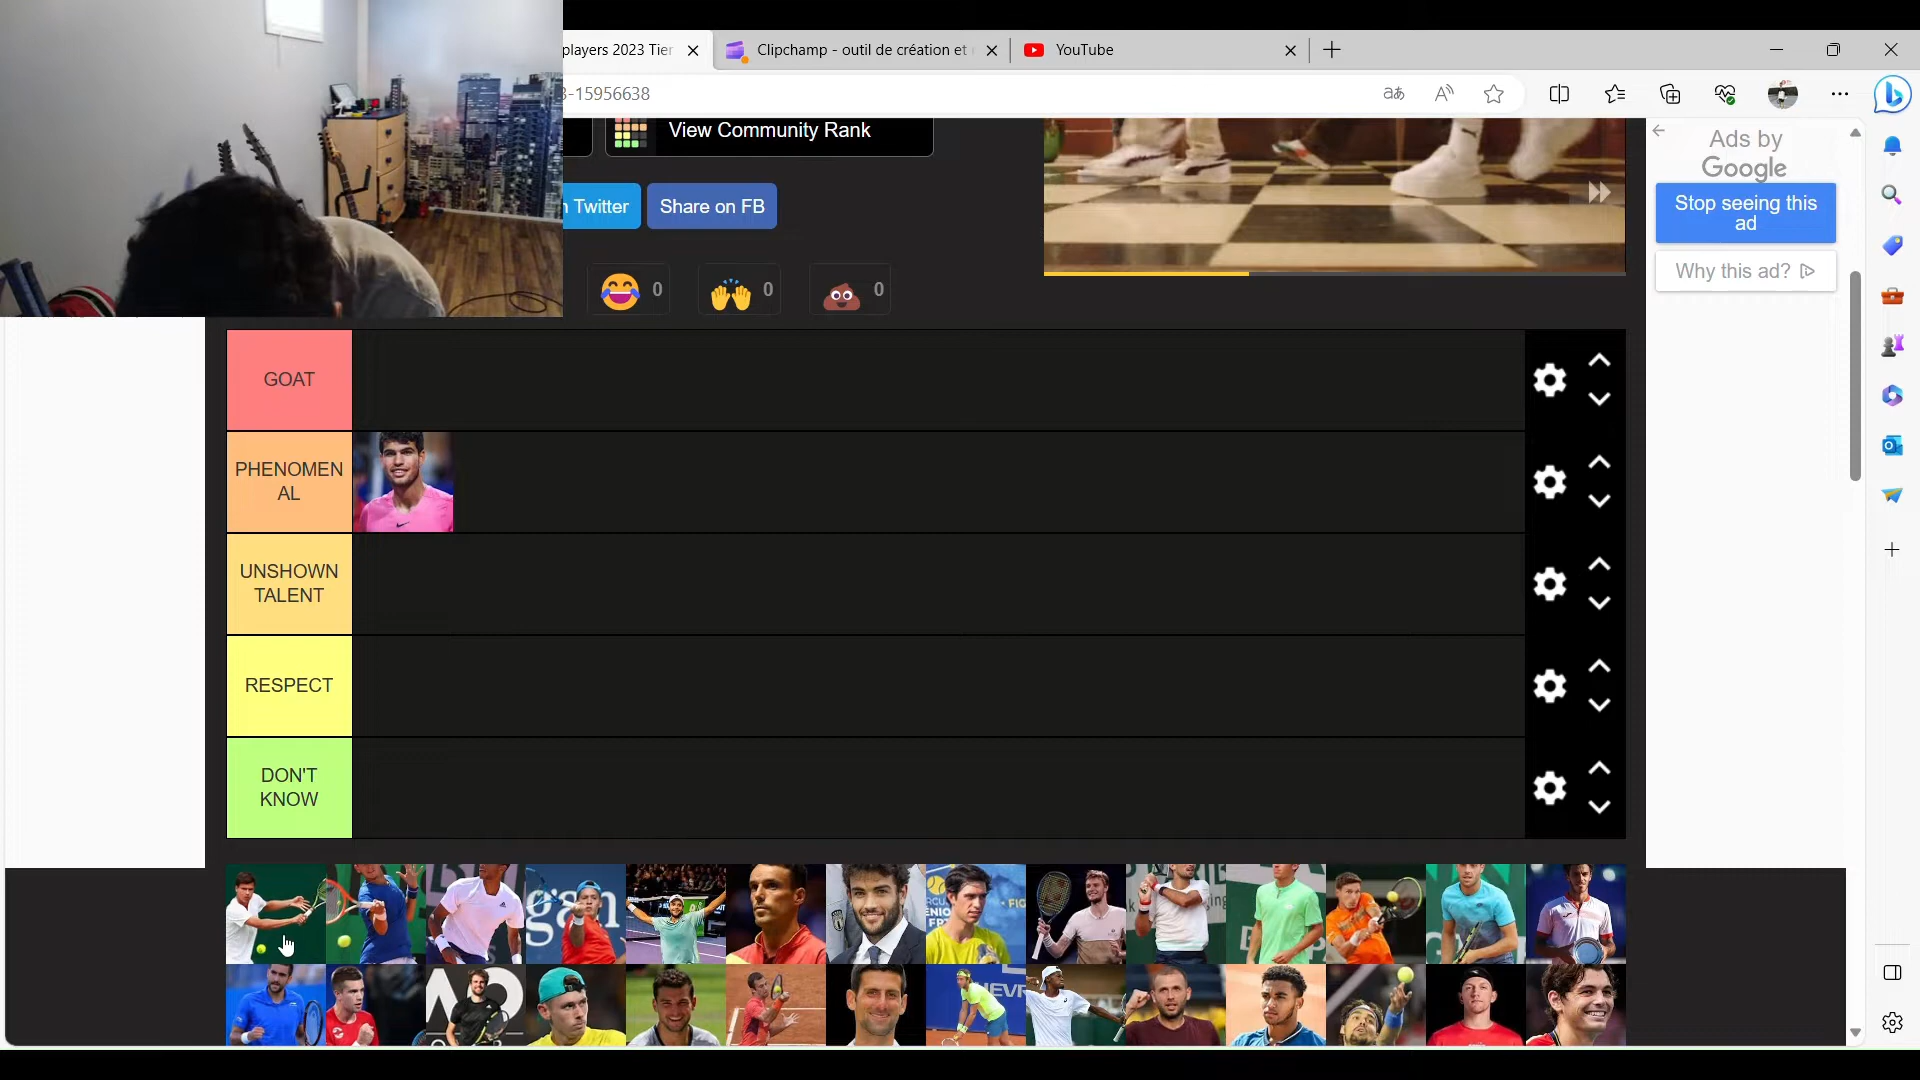 players 2023 Tier
Clipchamp - outil de création et
YouTube
3-15956638
View Community Rank
Twitter
Share on FB
0
0
0
Ads by
Google
Stop seeing this
ad
Why this ad?
GOAT
PHENOMEN
AL
UNSHOWN
TALENT
RESPECT
DON'T
KNOW